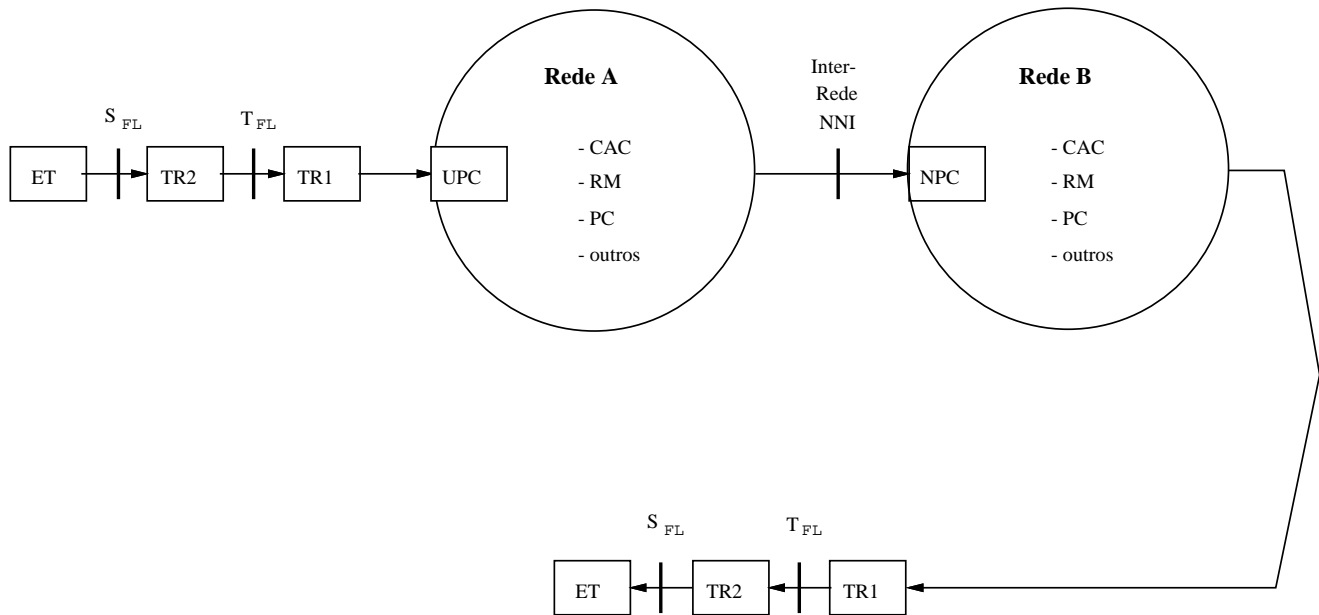 Rede A
Inter-
Rede
NNI
Rede B
S FL
T FL
ET
TR2
TR1
UPC
- CAC
- RM
- PC
- outros
NPC
- CAC
- RM
- PC
- outros
S FL
T FL
ET
TR2
TR1